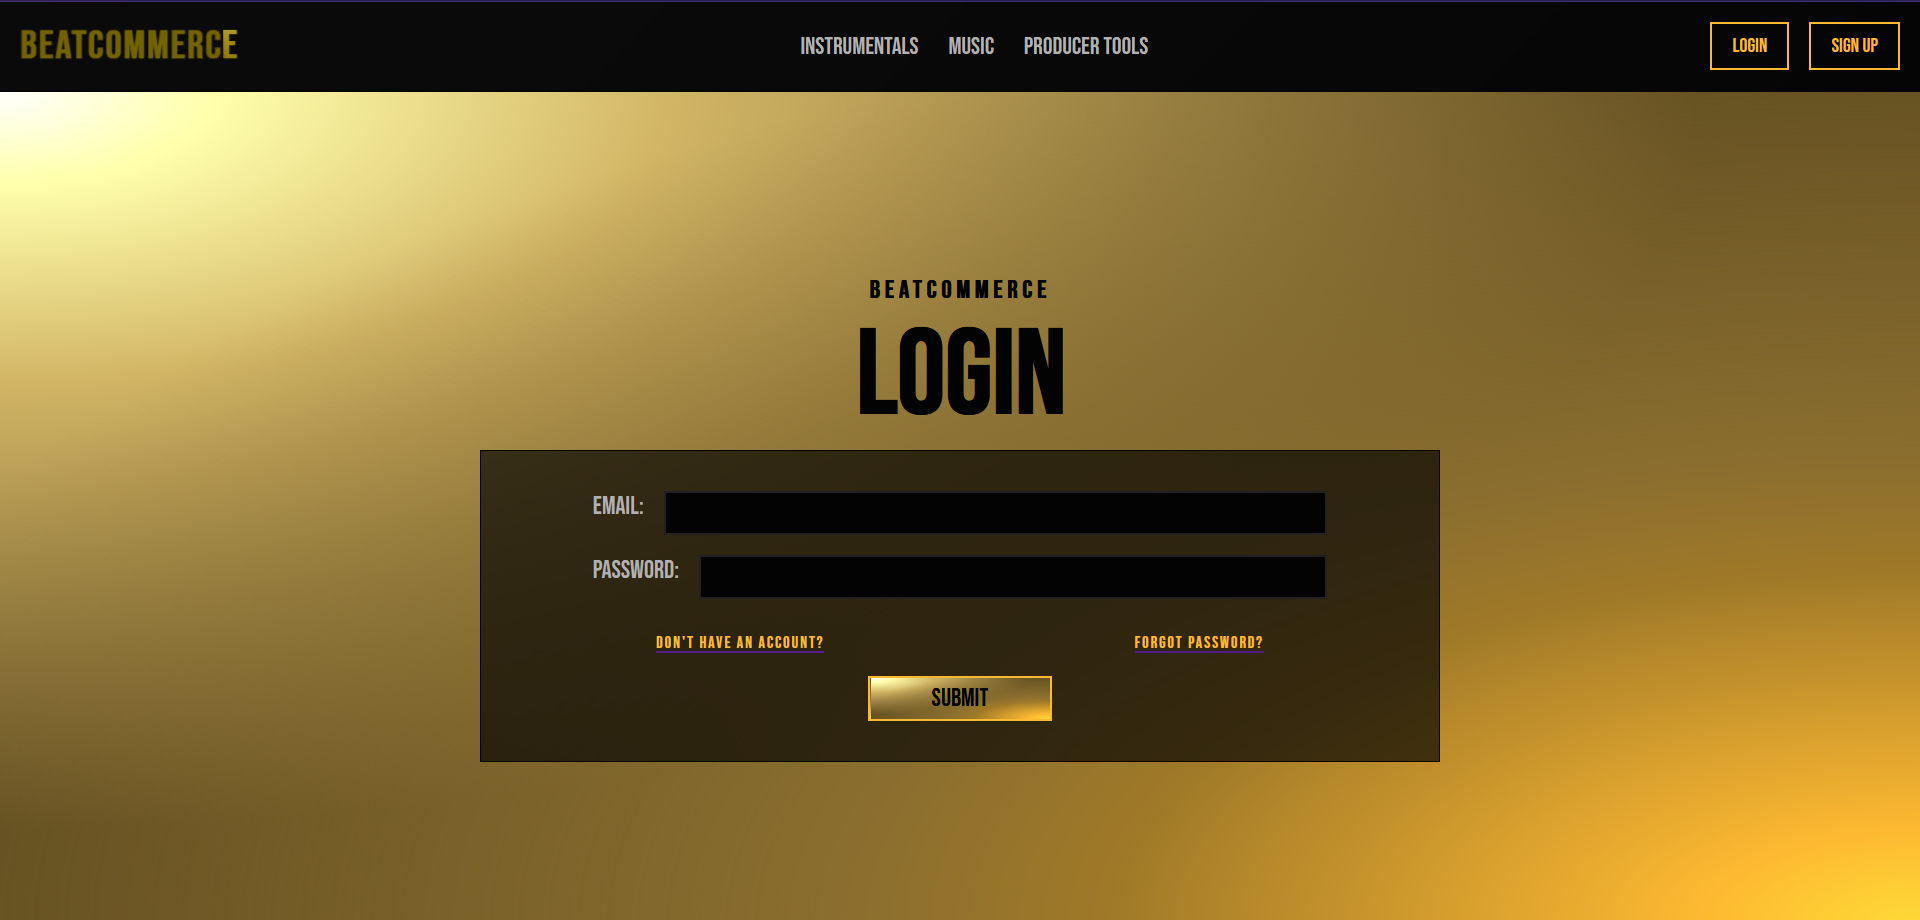 BEATCOMMERCE
INSTRUMENTALS MUSIC PRODUCER TOOLS
LOGIN SIGN UP
BEATCOMMERCE
LOGIN
EMAIL:
PASSWORD:
DON'T HAVE AN ACCOUNT? FORGOT PASSWORD?
SUBMIT